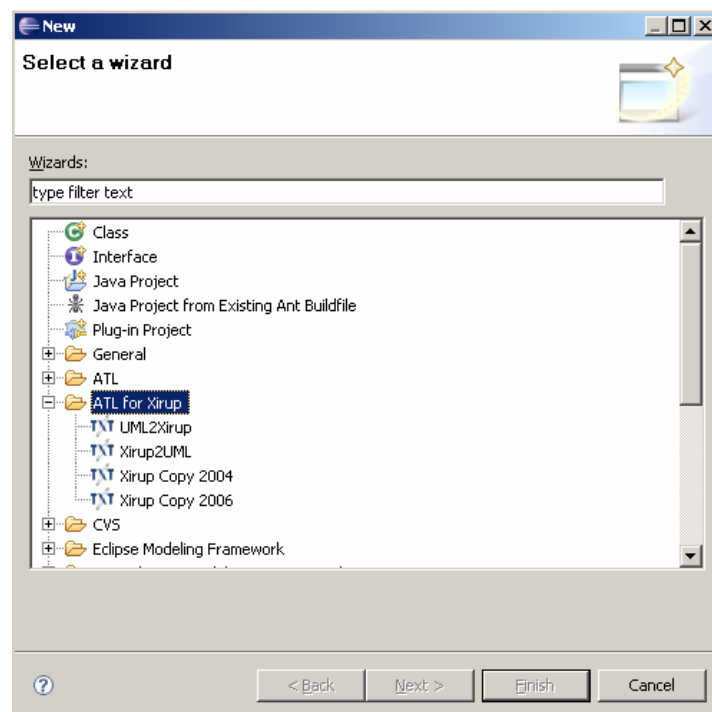 New
Select a wizard
Wizards:
type filter text
Class
Interface
Java Project
Java Project from Existing Ant Buildfile
Plug-in Project
General
ATL
ATL for Xirup
UML2Xirup
Xirup2UML
Xirup Copy 2004
Xirup Copy 2006
CVS
Eclipse Modeling Framework
< Back Next > Finish Cancel